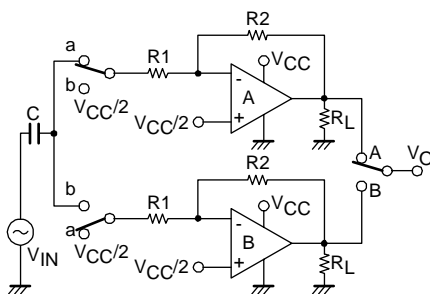 R2
a
R1
VCC
b
VCC/2
-
A
+
VCC/2
RL
C
A
VO
B
R2
b
R1
VCC
a
VCC/2
-
B
+
VCC/2
RL
VIN